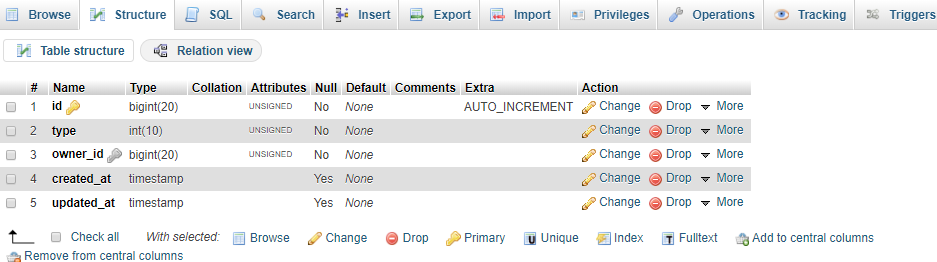 Browse Structure SQL Search Insert Export Import Privileges Operations Tracking Triggers
Table structure Relation view
# Name Type Collation Attributes Null Default Comments Extra Action
1 id bigint(20) UNSIGNED No None AUTO_INCREMENT Change Drop More
2 type int(10) UNSIGNED No None Change Drop More
3 owner_id bigint(20) UNSIGNED No None Change Drop More
4 created_at timestamp Yes None Change Drop More
5 updated_at timestamp Yes None Change Drop More
Check all With selected: Browse Change Drop Primary Unique Index Fulltext Add to central columns
Remove from central columns